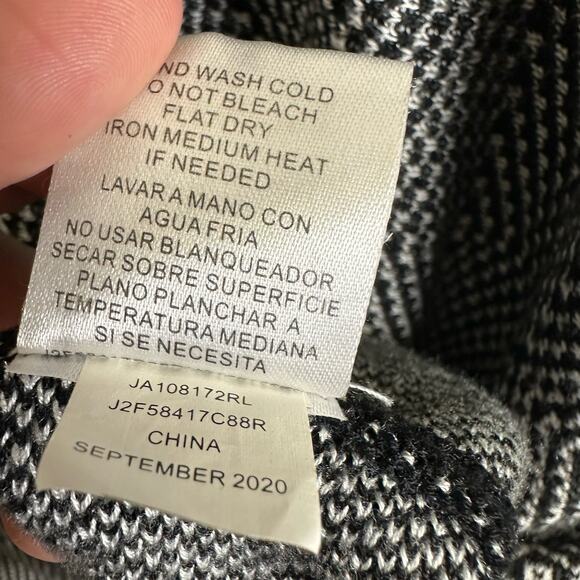 ND WASH COLD
O NOT BLEACH
FLAT DRY
IRON MEDIUM HEAT
IF NEEDED
LAVAR A MANO CON
AGUA FRIA
NO USAR BLANQUEADOR
SECAR SOBRE SUPERFICIE
PLANO PLANCHAR A
TEMPERATURA MEDIANA
SI SE NECESITA
JA108172RL
J2F58417C88R
CHINA
SEPTEMBER 2020